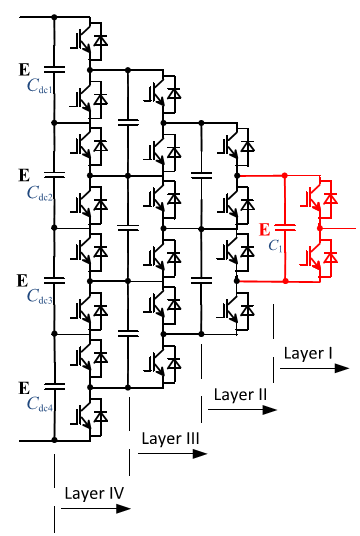 E
Cdc1
E
Cdc2
E
C1
E
Cdc3
E
Cdc4
Layer I
Layer II
Layer III
Layer IV